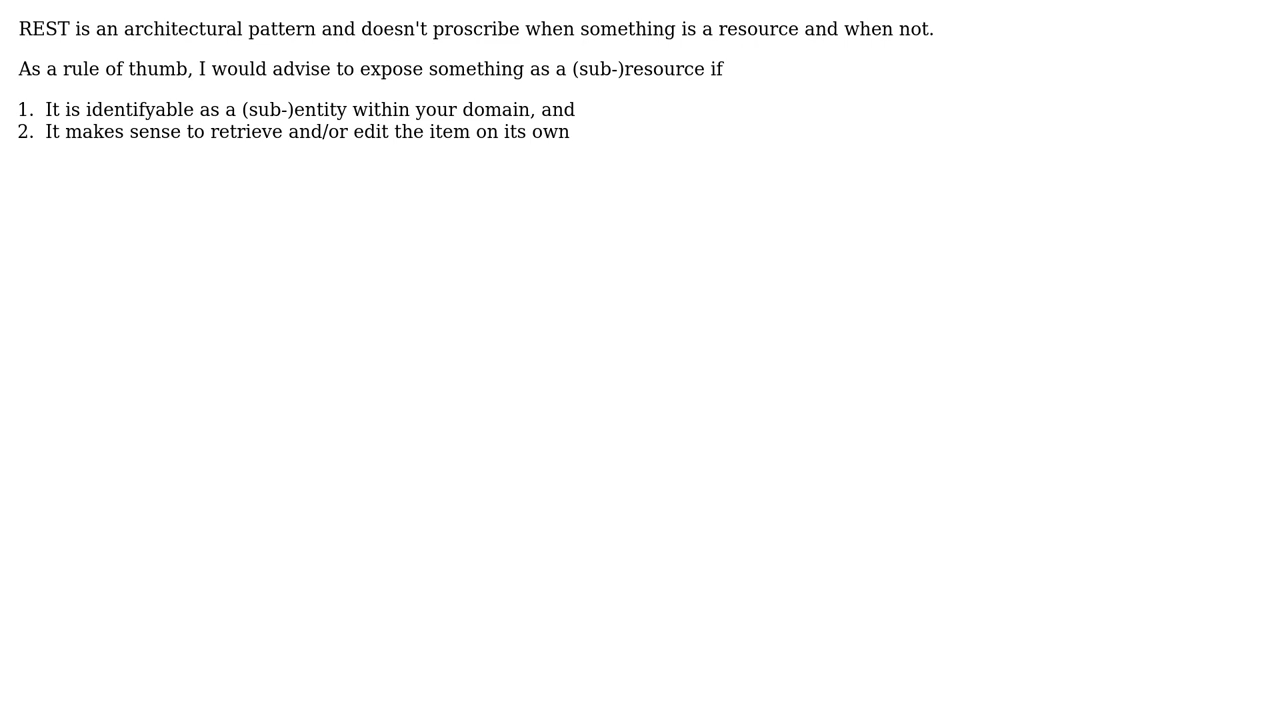 REST is an architectural pattern and doesn't proscribe when something is a resource and when not.
As a rule of thumb, I would advise to expose something as a (sub-)resource if
1. It is identifyable as a (sub-)entity within your domain, and
2. It makes sense to retrieve and/or edit the item on its own